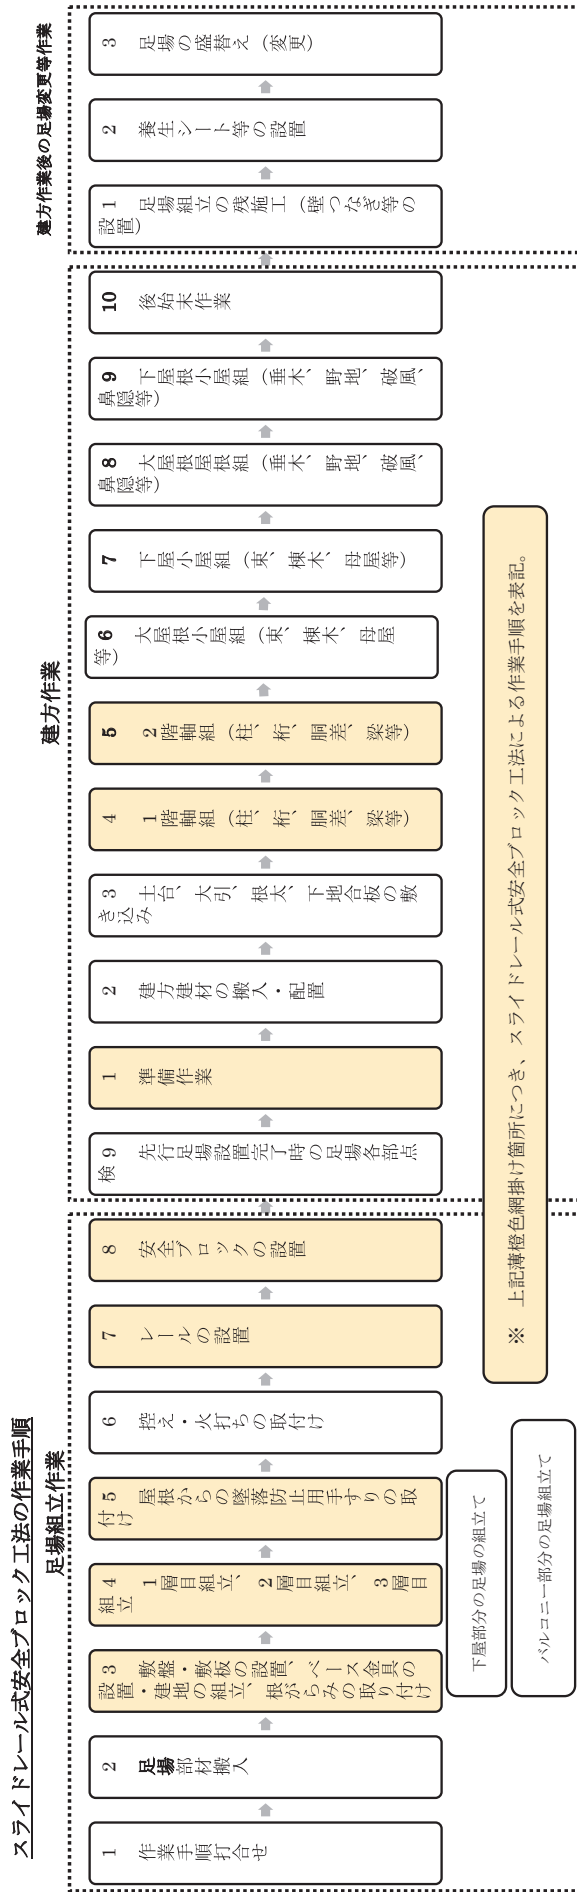 スライドレール式安全ブロック工法の作業手順
足場組立作業
1　作業手順打合せ
2　足場部材搬入
3　敷盤・敷板の設置、ベース金具の
設置・建地の組立、根がらみの取り付け
4　1層目組立、2層目組立、3層目
組立
5　屋根からの墜落防止用手すりの取
付け
6　控え・火打ちの取付け
7　レールの設置
8　安全ブロックの設置
下屋部分の足場の組立て
バルコニー部分の足場組立て
建方作業
9　先行足場設置完了時の足場各部点
検
1　準備作業
2　建方建材の搬入・配置
3　土台、大引、根太、下地合板の敷
き込み
4　1階軸組（柱、桁、胴差、梁等）
5　2階軸組（柱、桁、胴差、梁等）
6　大屋根小屋組（束、棟木、母屋
等）
7　下屋小屋組（束、棟木、母屋等）
8　大屋根屋根組（垂木、野地、破風、
鼻隠等）
9　下屋根小屋組（垂木、野地、破風、
鼻隠等）
10　後始末作業
建方作業後の足場変更等作業
1　足場組立の残施工（壁つなぎ等の
設置）
2　養生シート等の設置
3　足場の盛替え（変更）
※　上記薄橙色網掛け箇所につき、スライドレール式安全ブロック工法による作業手順を表記。